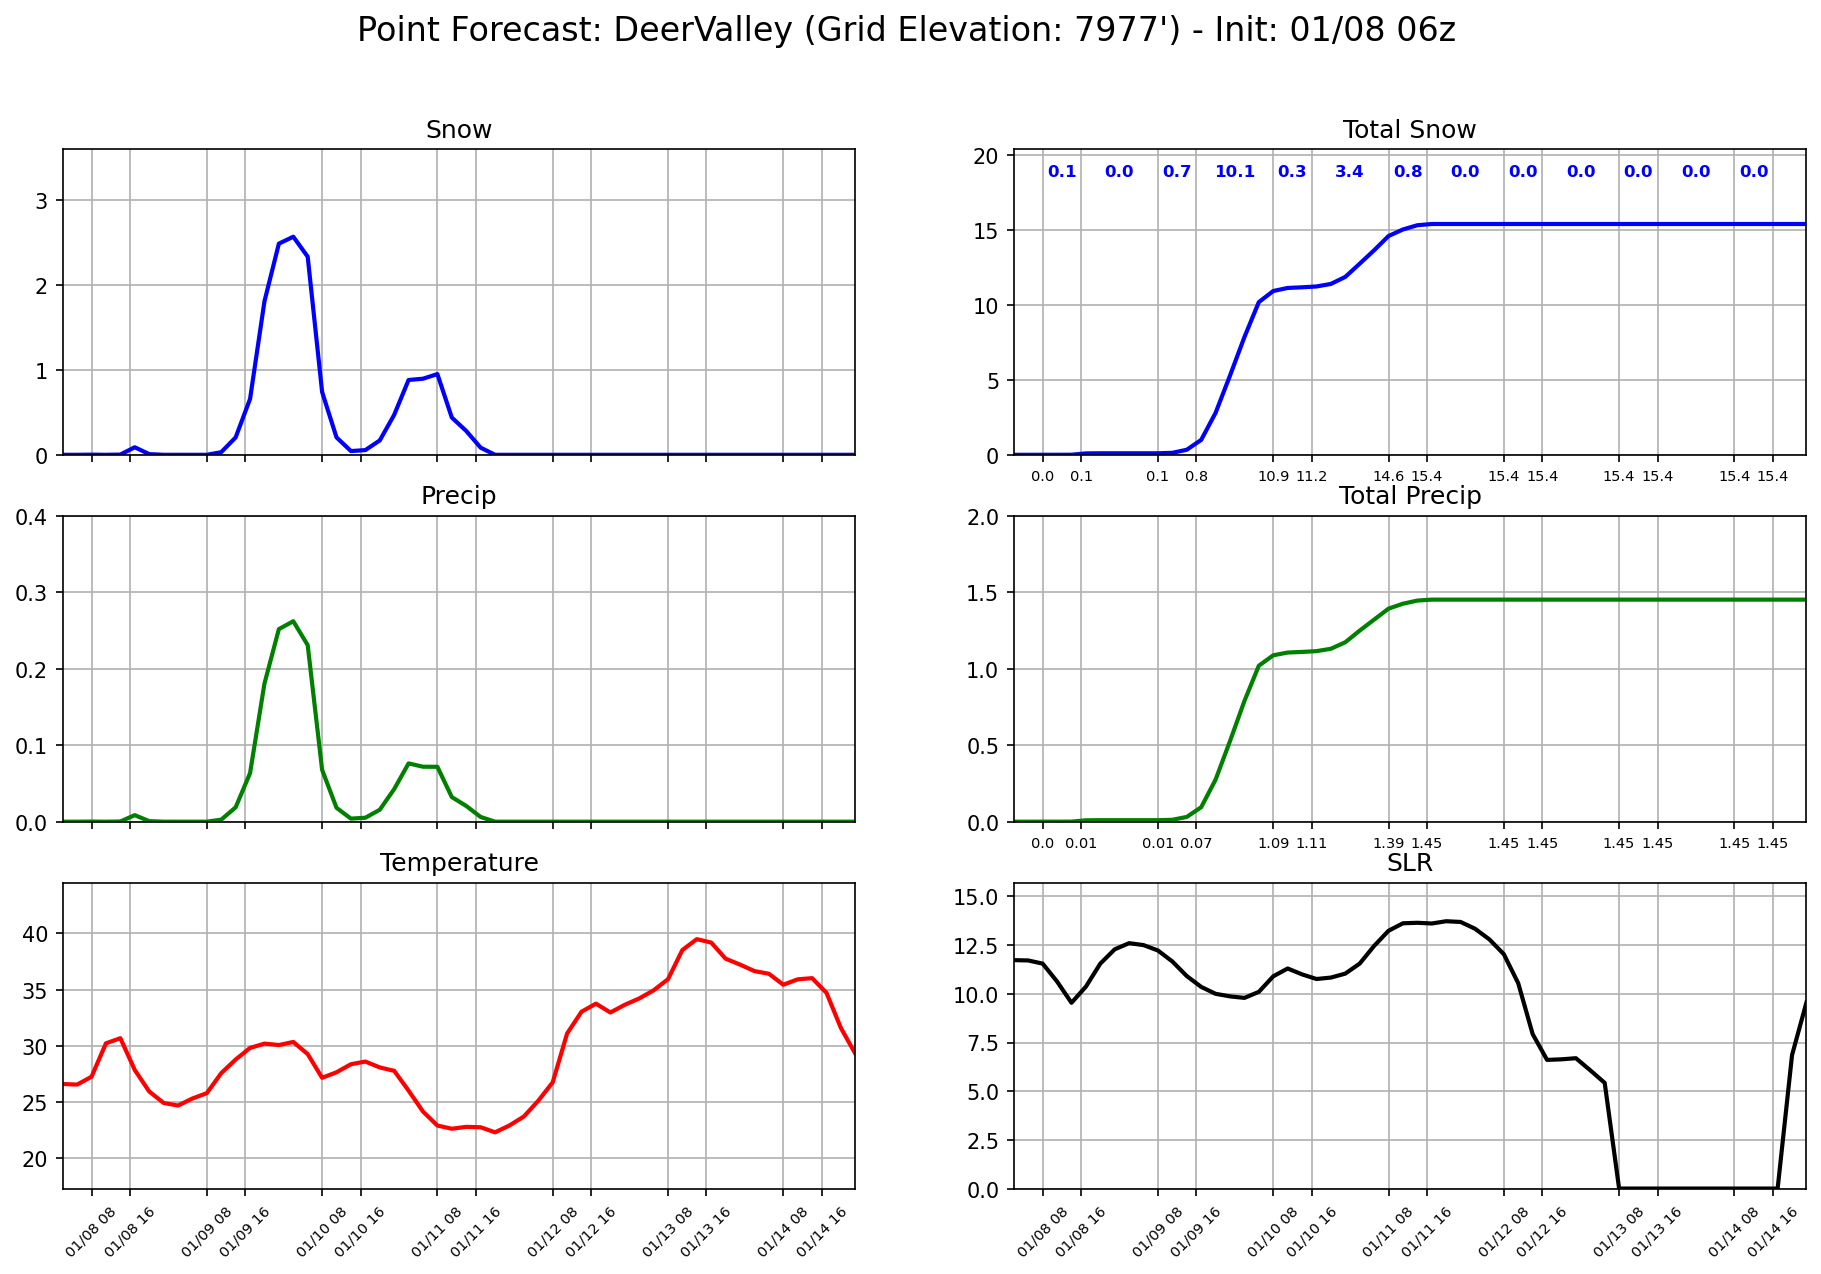 Point Forecast: DeerValley (Grid Elevation: 7977') - Init: 01/08 06z
Snow
3
2
1
0
Total Snow
20
15
10
5
0
0.1 0.0 0.7 10.1 0.3 3.4 0.8 0.0 0.0 0.0 0.0 0.0 0.0
0.0 0.1 0.1 0.8 10.9 11.2 14.6 15.4 15.4 15.4 15.4 15.4 15.4 15.4
Precip
0.4
0.3
0.2
0.1
0.0
Total Precip
2.0
1.5
1.0
0.5
0.0
0.0 0.01 0.01 0.07 1.09 1.11 1.39 1.45 1.45 1.45 1.45 1.45 1.45 1.45
Temperature
40
35
30
25
20
01/08 08 01/08 16 01/09 08 01/09 16 01/10 08 01/10 16 01/11 08 01/11 16 01/12 08 01/12 16 01/13 08 01/13 16 01/14 08 01/14 16
SLR
15.0
12.5
10.0
7.5
5.0
2.5
0.0
01/08 08 01/08 16 01/09 08 01/09 16 01/10 08 01/10 16 01/11 08 01/11 16 01/12 08 01/12 16 01/13 08 01/13 16 01/14 08 01/14 16